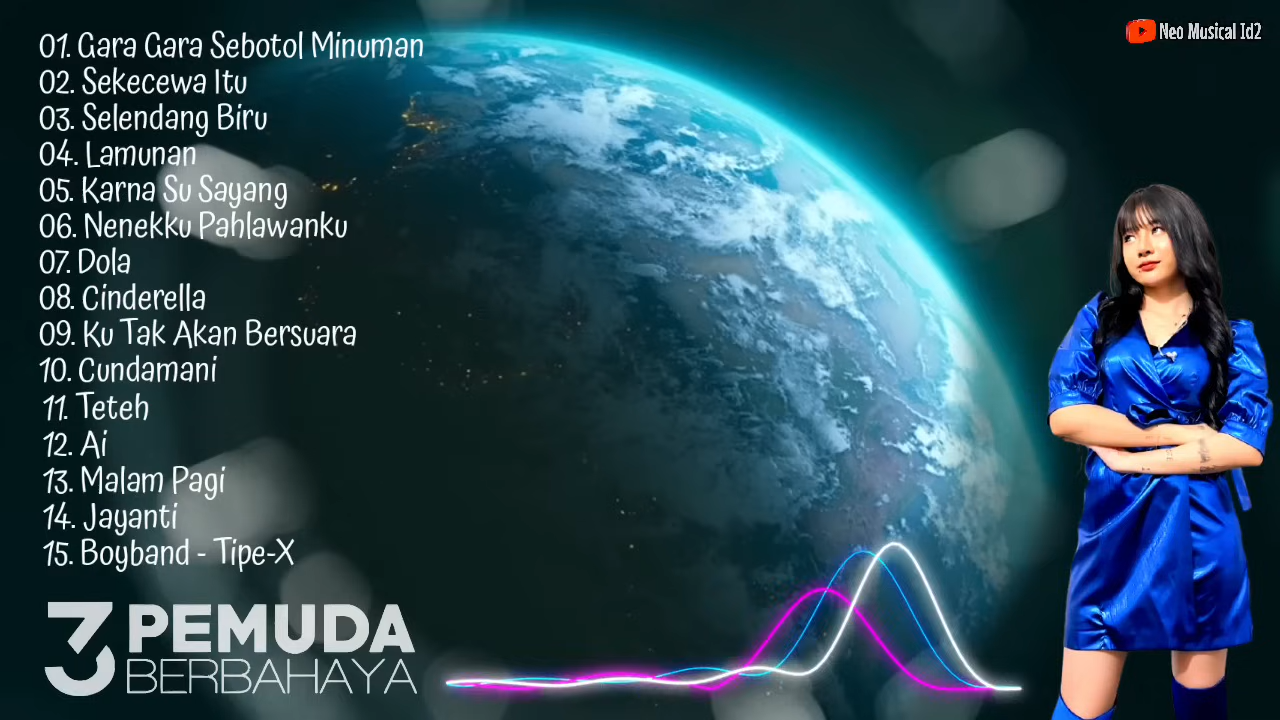 01. Gara Gara Sebotol Minuman
02. Sekecewa Itu
03. Selendang Biru
04. Lamunan
05. Karna Su Sayang
06. Nenekku Pahlawanku
07. Dola
08. Cinderella
09. Ku Tak Akan Bersuara
10. Cundamani
11. Teteh
12. Ai
13. Malam Pagi
14. Jayanti
15. Boyband - Tipe-X
3 PEMUDA
BERBAHAYA
Neo Musical Id2